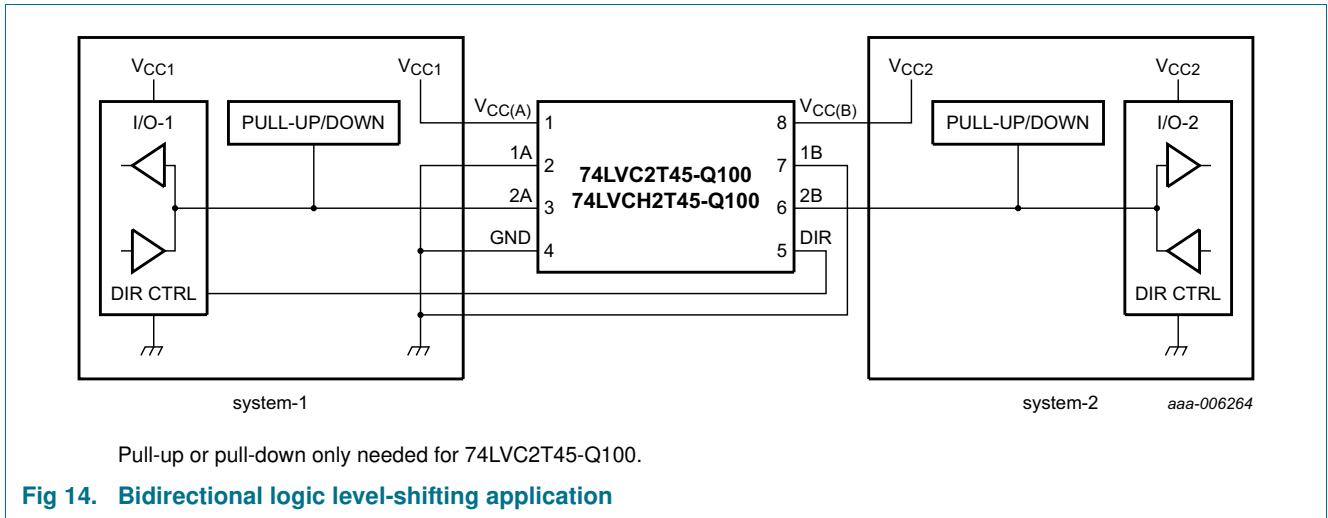 VCC1 VCC1 VCC2 VCC2
I/O-1 PULL-UP/DOWN VCC(A) 1 8 VCC(B) PULL-UP/DOWN I/O-2
1A 2 74LVC2T45-Q100 7 1B
2A 3 74LVCH2T45-Q100 6 2B
GND 4 5 DIR
DIR CTRL DIR CTRL
system-1 system-2 aaa-006264
Pull-up or pull-down only needed for 74LVC2T45-Q100.
Fig 14. Bidirectional logic level-shifting application